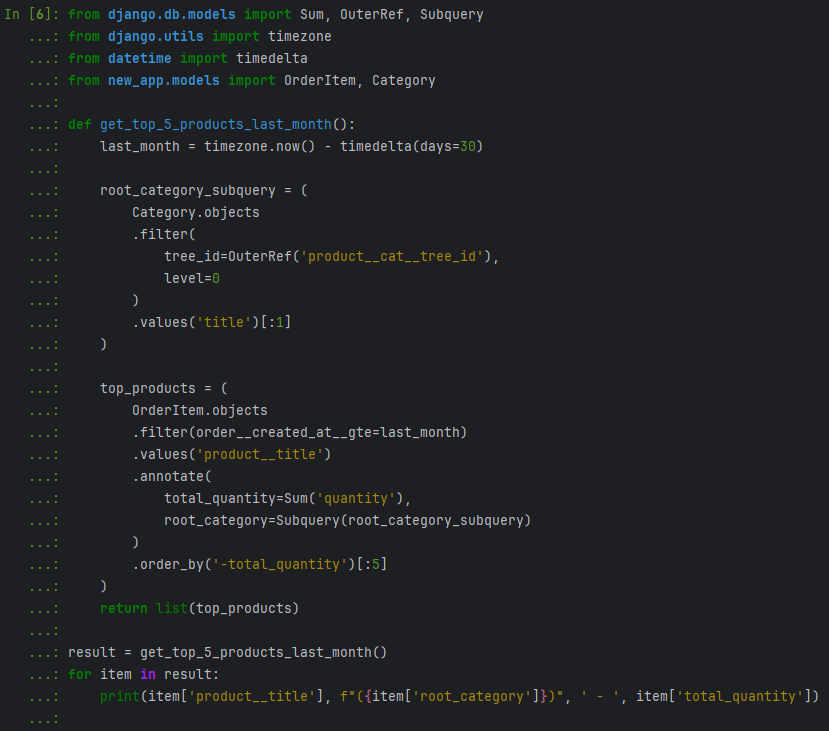 In [6]: from django.db.models import Sum, OuterRef, Subquery
   ...: from django.utils import timezone
   ...: from datetime import timedelta
   ...: from new_app.models import OrderItem, Category
   ...:
   ...: def get_top_5_products_last_month():
   ...:     last_month = timezone.now() - timedelta(days=30)
   ...:
   ...:     root_category_subquery = (
   ...:         Category.objects
   ...:         .filter(
   ...:             tree_id=OuterRef('product__cat__tree_id'),
   ...:             level=0
   ...:         )
   ...:         .values('title')[:1]
   ...:     )
   ...:
   ...:     top_products = (
   ...:         OrderItem.objects
   ...:         .filter(order__created_at__gte=last_month)
   ...:         .values('product__title')
   ...:         .annotate(
   ...:             total_quantity=Sum('quantity'),
   ...:             root_category=Subquery(root_category_subquery)
   ...:         )
   ...:         .order_by('-total_quantity')[:5]
   ...:     )
   ...:     return list(top_products)
   ...:
   ...: result = get_top_5_products_last_month()
   ...: for item in result:
   ...:     print(item['product__title'], f"({item['root_category']})", ' - ', item['total_quantity'])
   ...: